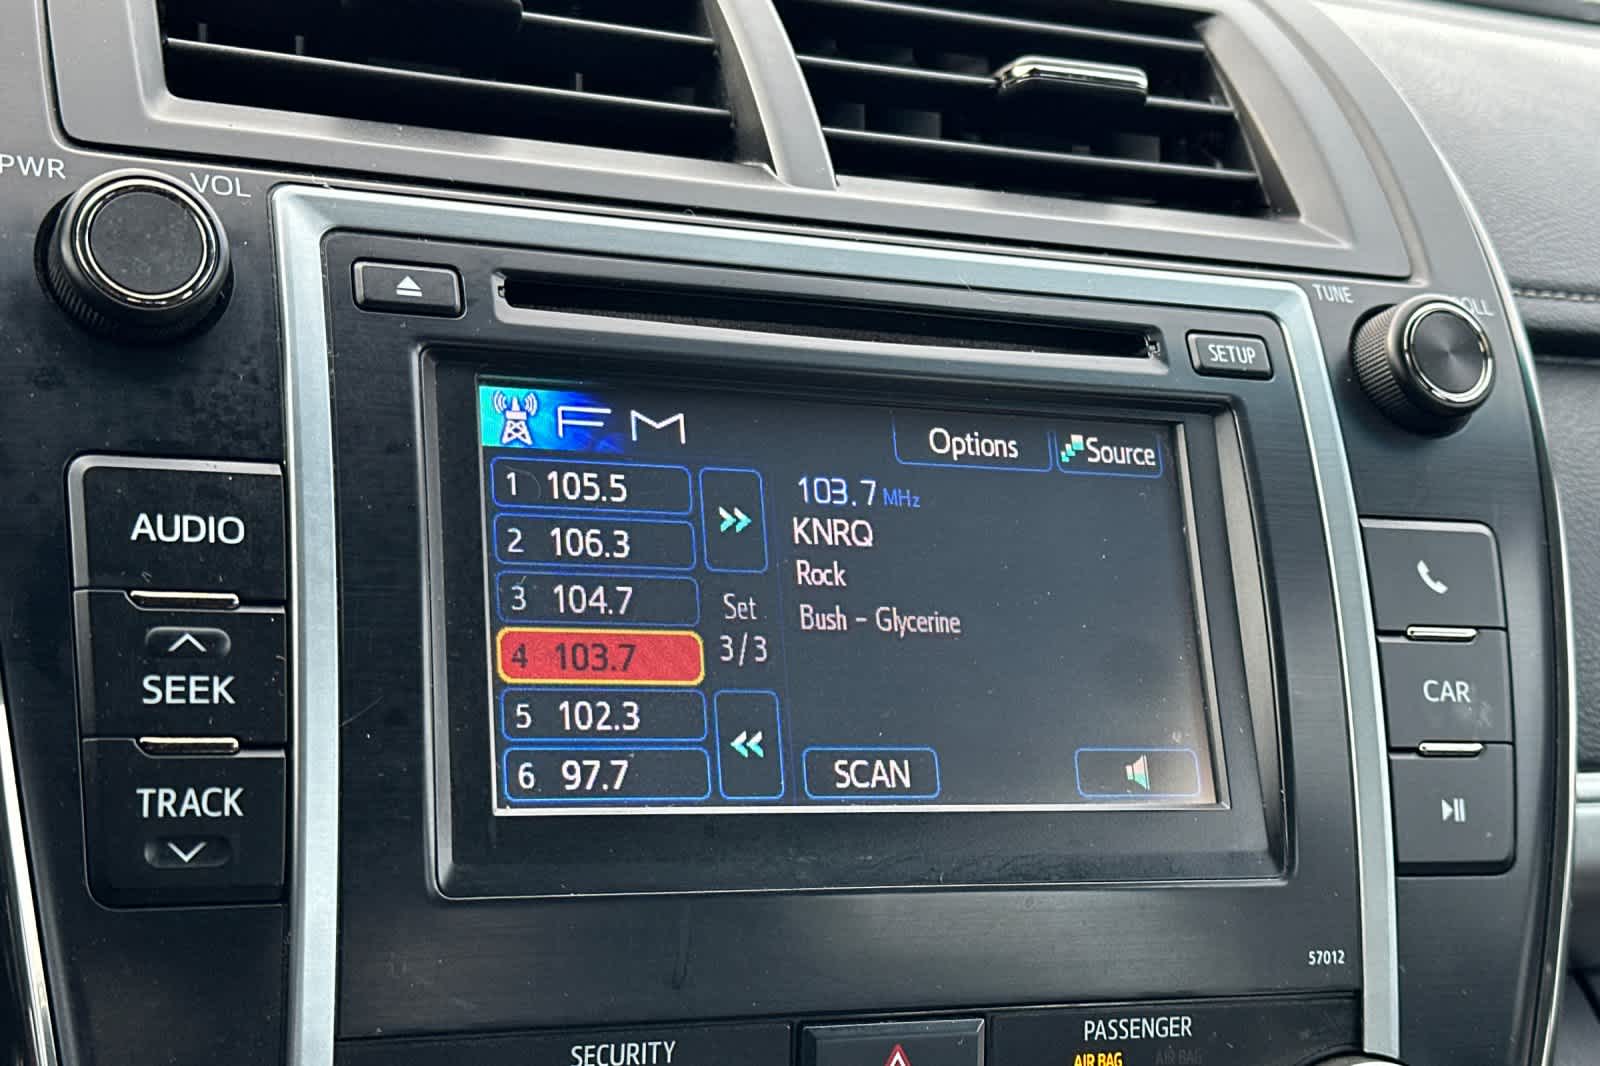 PWR
VOL
TUNE
SETUP
FM
Options
Source
1 105.5
2 106.3
3 104.7
4 103.7
5 102.3
6 97.7
Set
3/3
103.7 MHz
KNRQ
Rock
Bush - Glycerine
SCAN
AUDIO
SEEK
TRACK
CAR
57012
SECURITY
PASSENGER
AIR BAG
AIR BAG